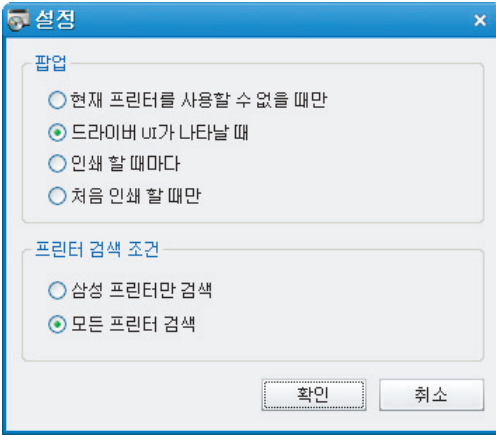 설정
팝업
현재 프린터를 사용할 수 없을 때만
드라이버 UI가 나타날 때
인쇄 할 때마다
처음 인쇄 할 때만
프린터 검색 조건
삼성 프린터만 검색
모든 프린터 검색
확인 취소